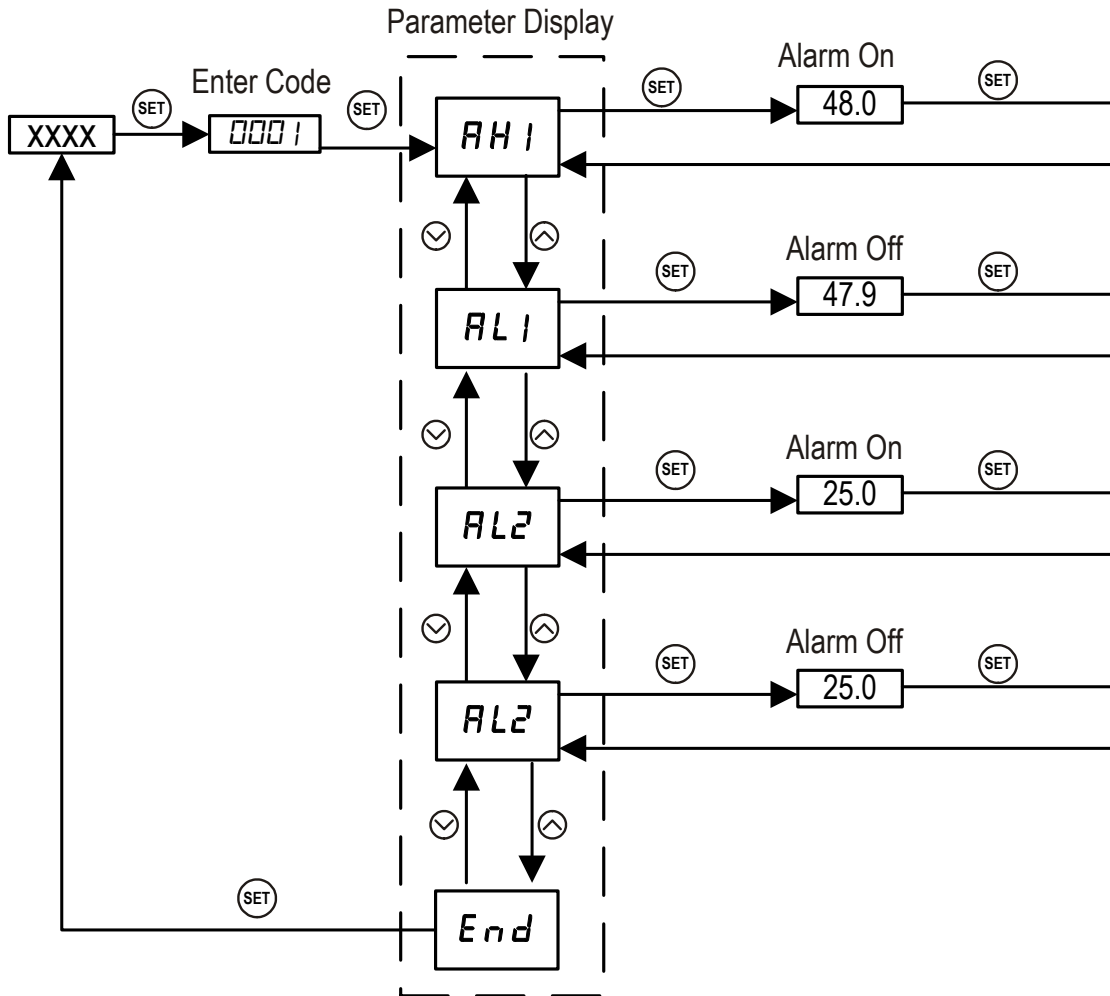 Parameter Display
Alarm On
Enter Code
SET
SET
SET
SET
XXXX
0001
AH1
48.0
Alarm Off
SET
SET
AL1
47.9
Alarm On
SET
SET
AL2
25.0
Alarm Off
SET
SET
AL2
25.0
SET
End